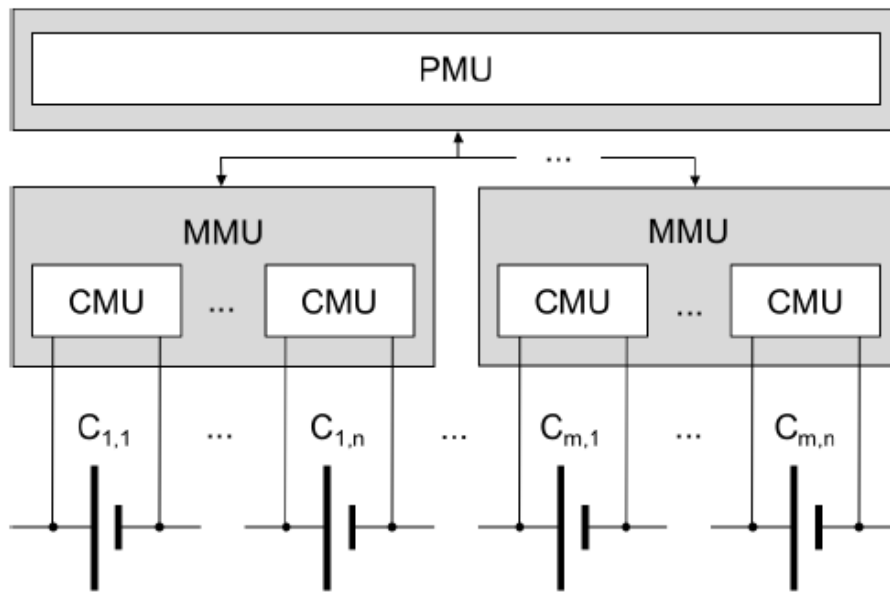 PMU
...
MMU MMU
CMU ... CMU CMU ... CMU
C1,1 ... C1,n ... Cm,1 ... Cm,n